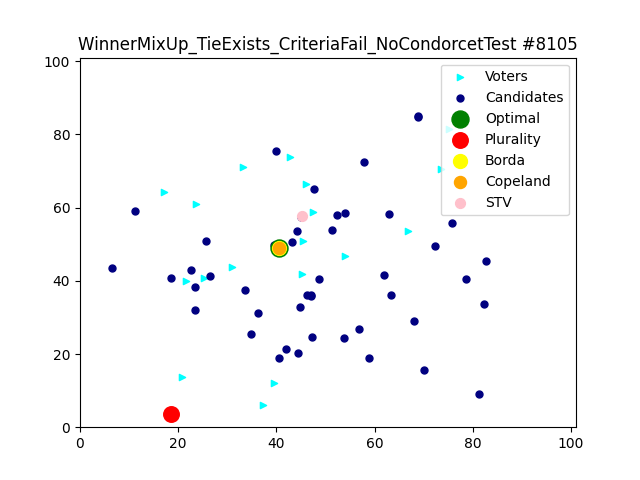 WinnerMixUp_TieExists_CriteriaFail_NoCondorcetTest #8105
100
80
60
40
20
0
0
20
40
60
80
100
Voters
Candidates
Optimal
Plurality
Borda
Copeland
STV